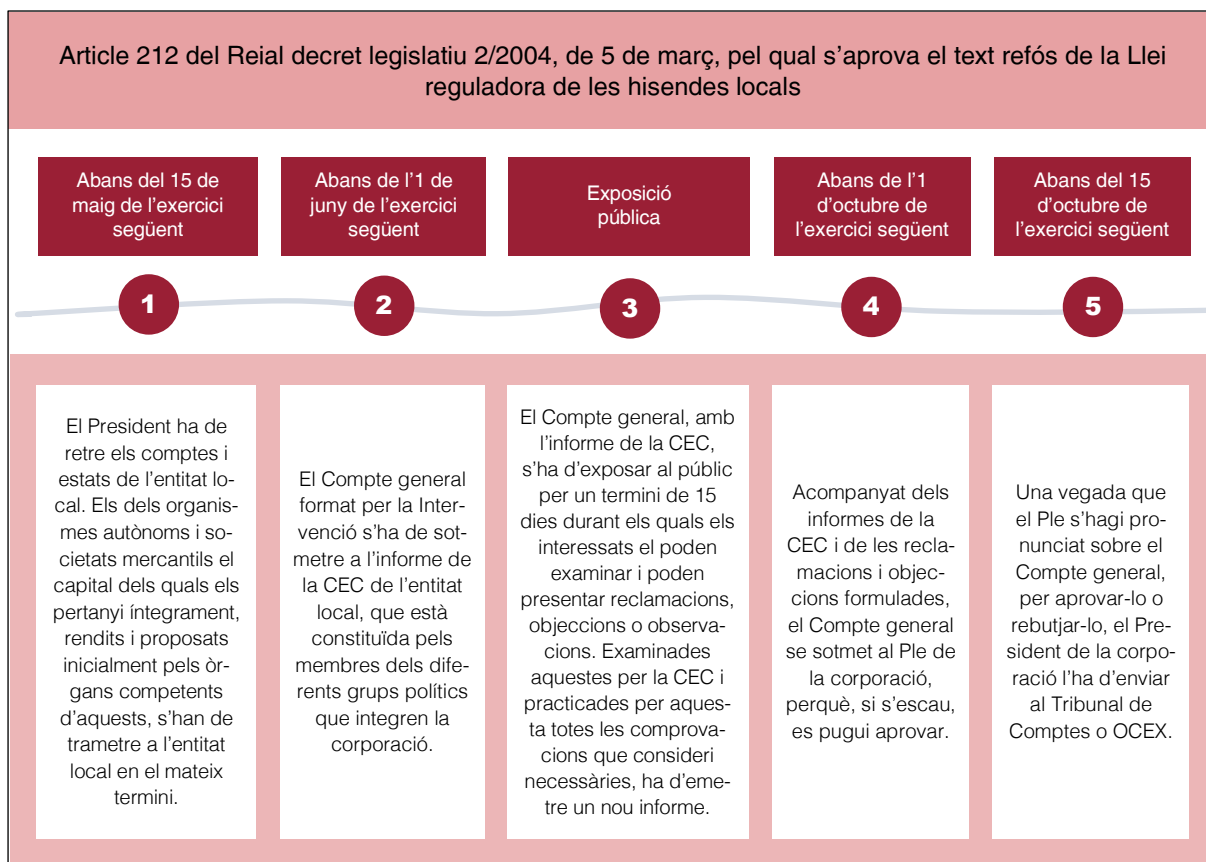 Article 212 del Reial decret legislatiu 2/2004, de 5 de març, pel qual s’aprova el text refós de la Llei
reguladora de les hisendes locals
Abans del 15 de
maig de l’exercici
següent
Abans de l’1 de
juny de l’exercici
següent
Exposició
pública
Abans de l’1
d’octubre de
l’exercici següent
Abans del 15
d’octubre de
l’exercici següent
1
2
3
4
5
El President ha de
retre els comptes i
estats de l’entitat lo-
cal. Els dels organis-
mes autònoms i so-
cietats mercantils el
capital dels quals els
pertanyi íntegrament,
rendits i proposats
inicialment pels òr-
gans competents
d’aquests, s’han de
trametre a l’entitat
local en el mateix
termini.
El Compte general
format per la Inter-
venció s’ha de sot-
metre a l’informe de
la CEC de l’entitat
local, que està
constituïda pels
membres dels dife-
rents grups polítics
que integren la
corporació.
El Compte general, amb
l’informe de la CEC,
s’ha d’exposar al públic
per un termini de 15
dies durant els quals els
interessats el poden
examinar i poden
presentar reclamacions,
objeccions o observa-
cions. Examinades
aquestes per la CEC i
practicades per aques-
ta totes les comprova-
cions que consideri
necessàries, ha d’eme-
tre un nou informe.
Acompanyat dels
informes de la
CEC i de les recla-
macions i objec-
cions formulades,
el Compte general
se sotmet al Ple de
la corporació,
perquè, si s’escau,
es pugui aprovar.
Una vegada que
el Ple s’hagi pro-
nunciat sobre el
Compte general,
per aprovar-lo o
rebutjar-lo, el Pre-
sident de la corpo-
ració l’ha d’enviar
al Tribunal de
Comptes o OCEX.